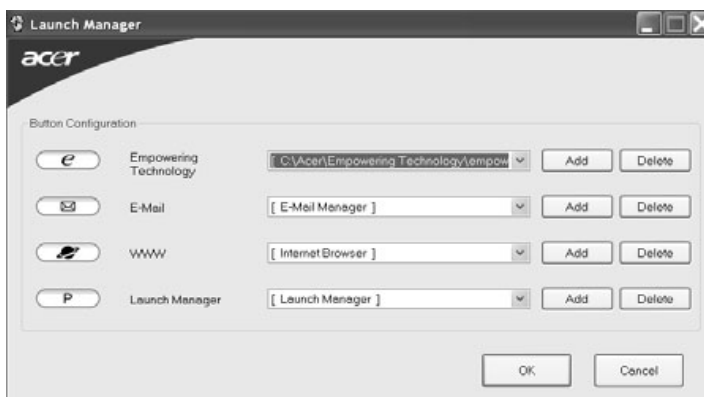 Launch Manager
acer
Button Configuration
e
Empowering
Technology
[ C:\Acer\Empowering Technology\empow
Add
Delete
E-Mail
[ E-Mail Manager ]
Add
Delete
WWW
[ Internet Browser ]
Add
Delete
P
Launch Manager
[ Launch Manager ]
Add
Delete
OK
Cancel